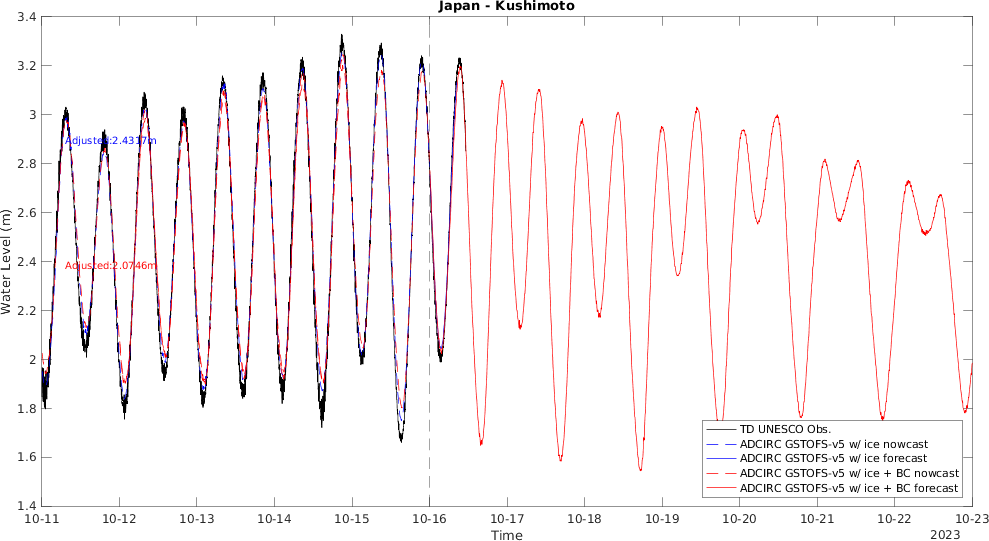 Japan - Kushimoto
3.4
3.2
3
2.8
2.6
2.4
2.2
2
1.8
1.6
1.4
Water Level (m)
Adjusted:2.4317m
Adjusted:2.0746m
TD UNESCO Obs.
ADCIRC GSTOFS-v5 w/ ice nowcast
ADCIRC GSTOFS-v5 w/ ice forecast
ADCIRC GSTOFS-v5 w/ ice + BC nowcast
ADCIRC GSTOFS-v5 w/ ice + BC forecast
10-11 10-12 10-13 10-14 10-15 10-16 10-17 10-18 10-19 10-20 10-21 10-22 10-23
Time
2023